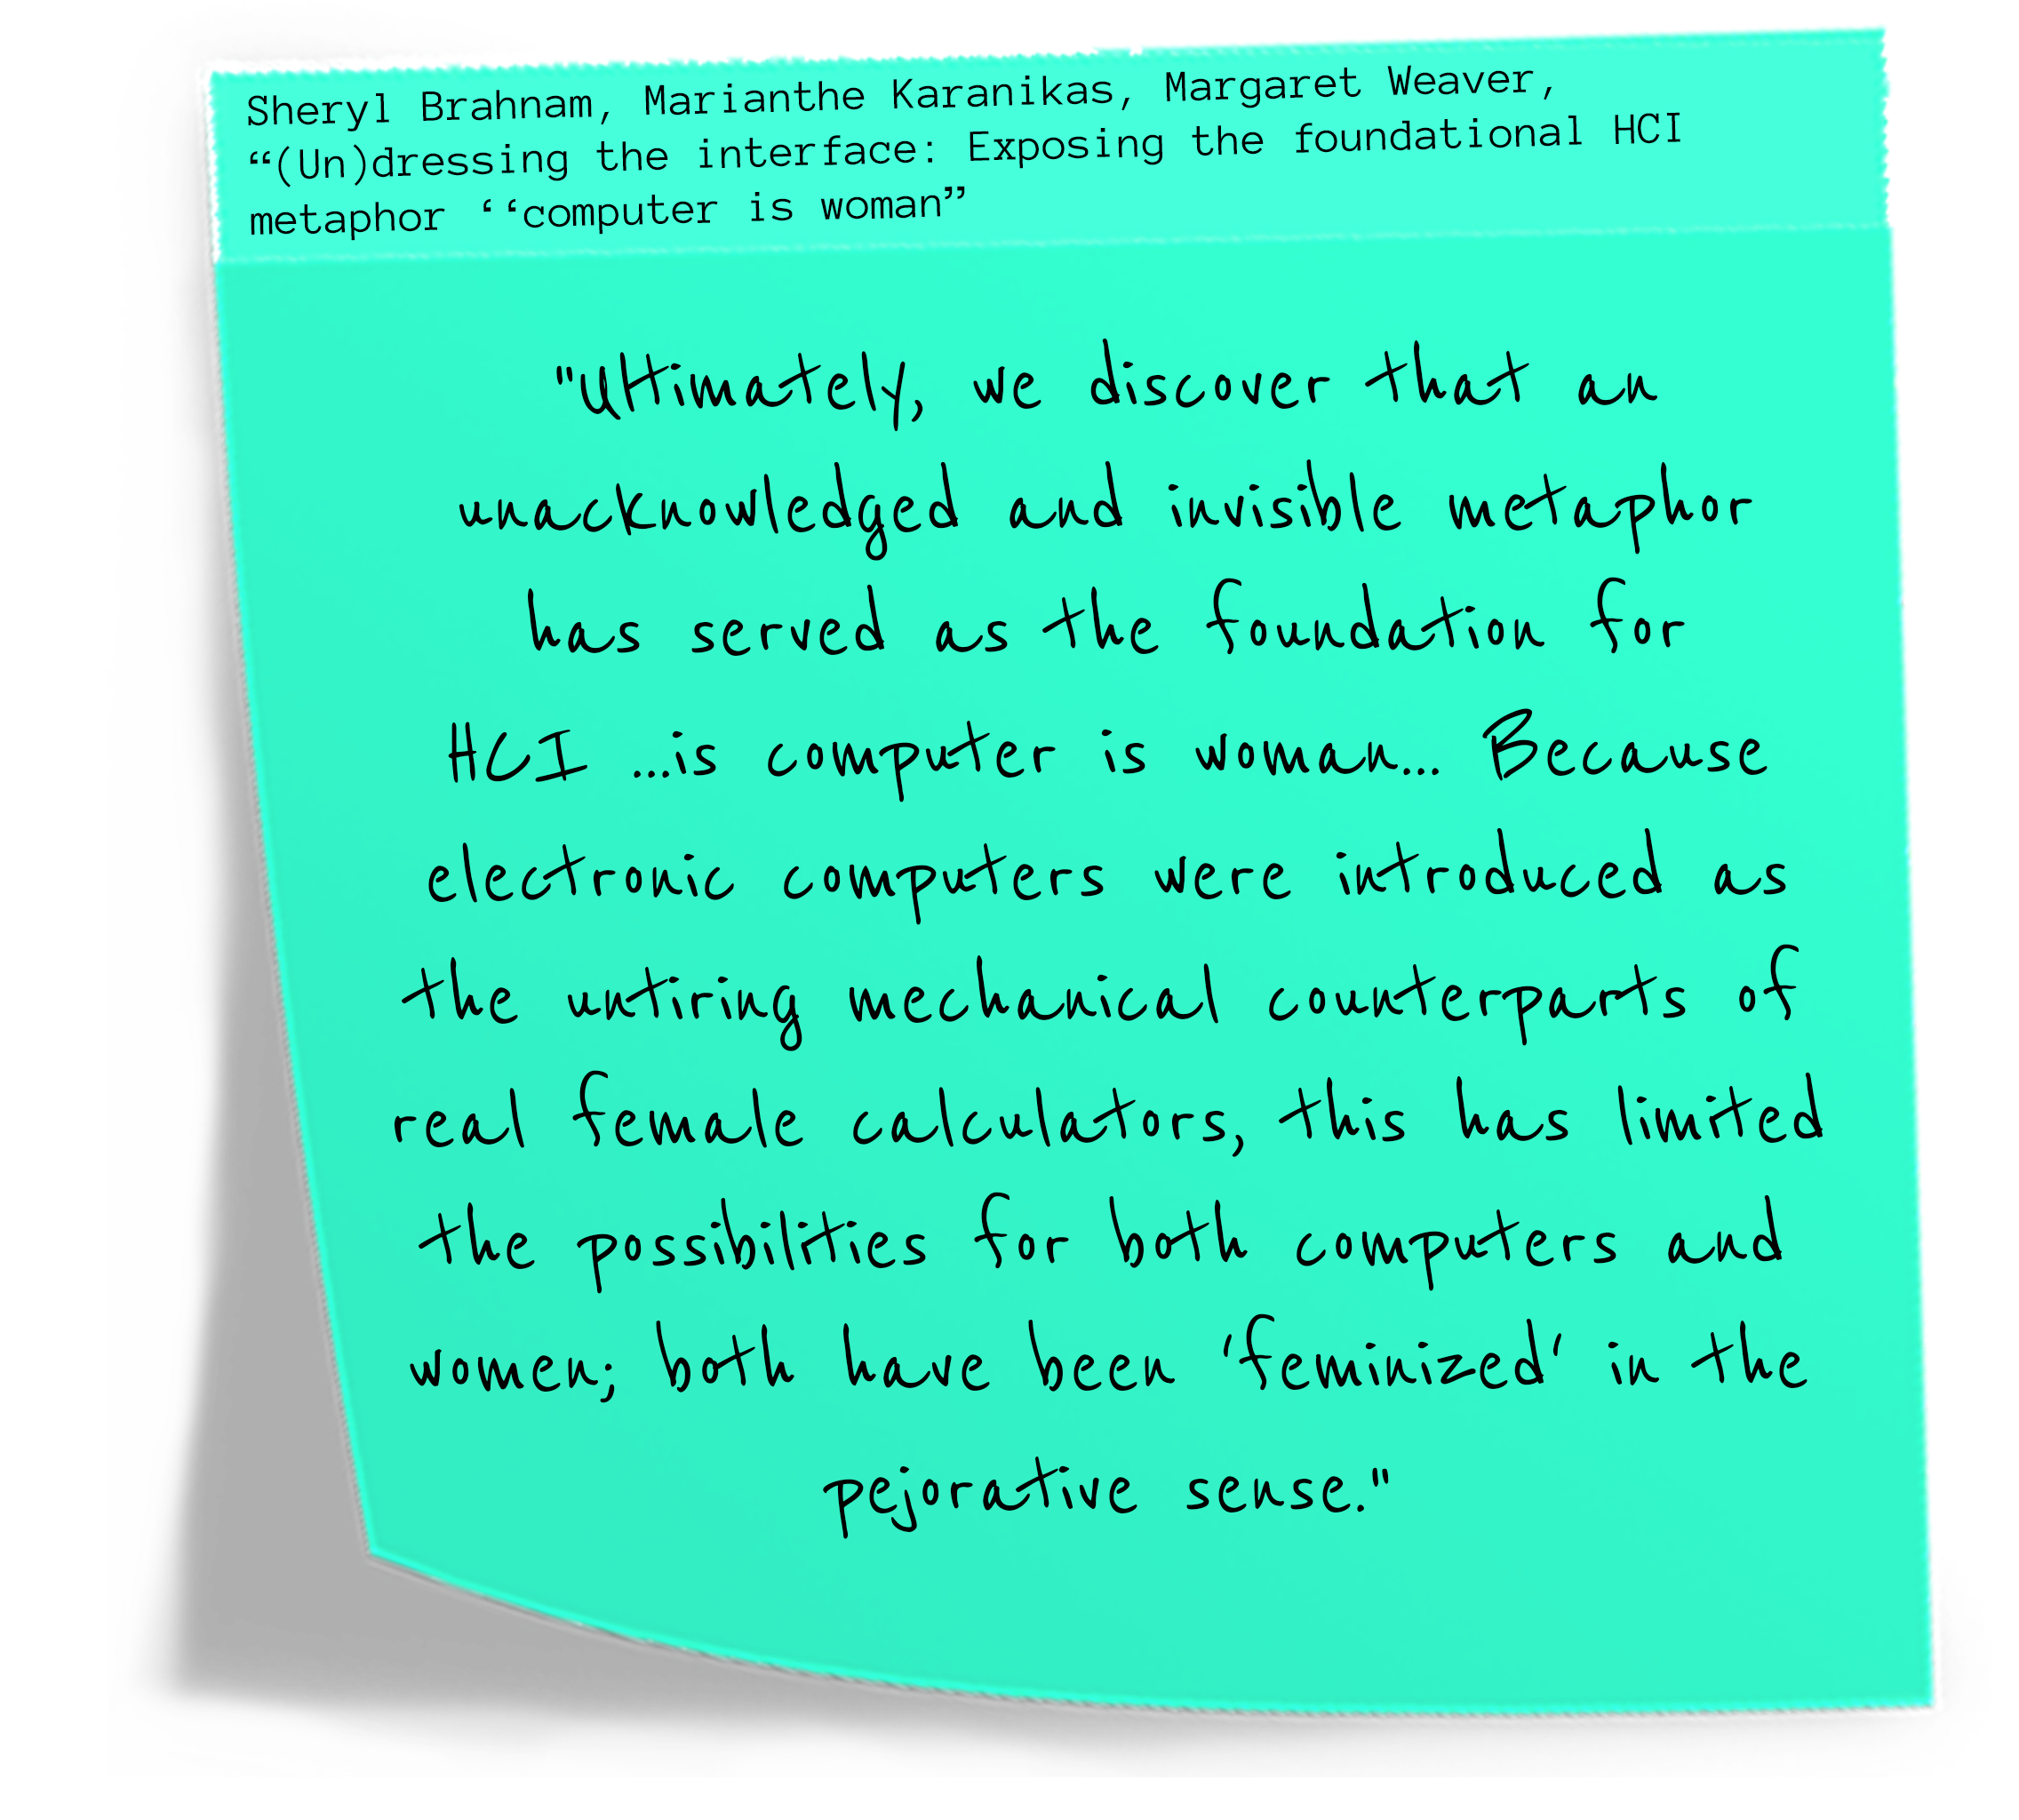 Sheryl Brahnam, Marianthe Karanikas, Margaret Weaver,
“(Un)dressing the interface: Exposing the foundational HCI
metaphor ‘‘computer is woman”
"Ultimately, we discover that an
unacknowledged and invisible metaphor
has served as the foundation for
HCI ...is computer is woman... Because
electronic computers were introduced as
the untiring mechanical counterparts of
real female calculators, this has limited
the possibilities for both computers and
women; both have been 'feminized' in the
pejorative sense."